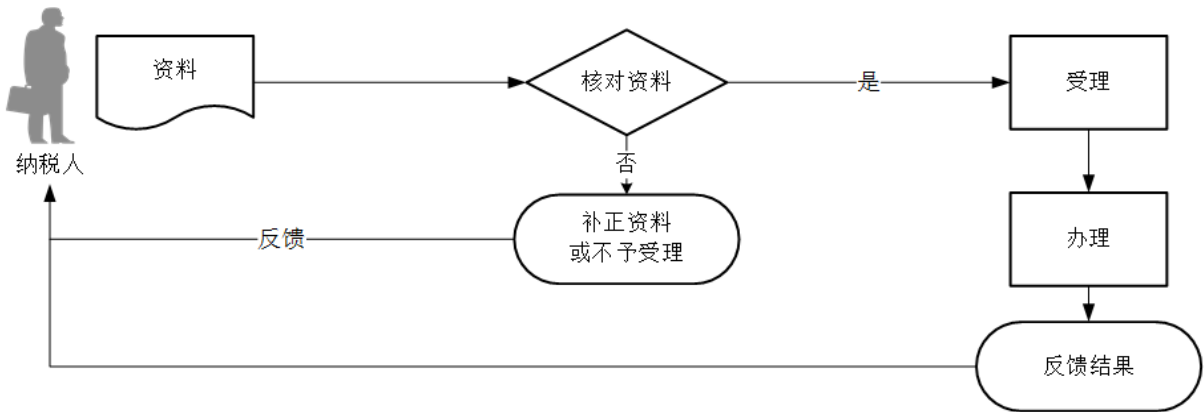 资料
核对资料
是
受理
纳税人
否
补正资料
或不予受理
反馈
办理
反馈结果